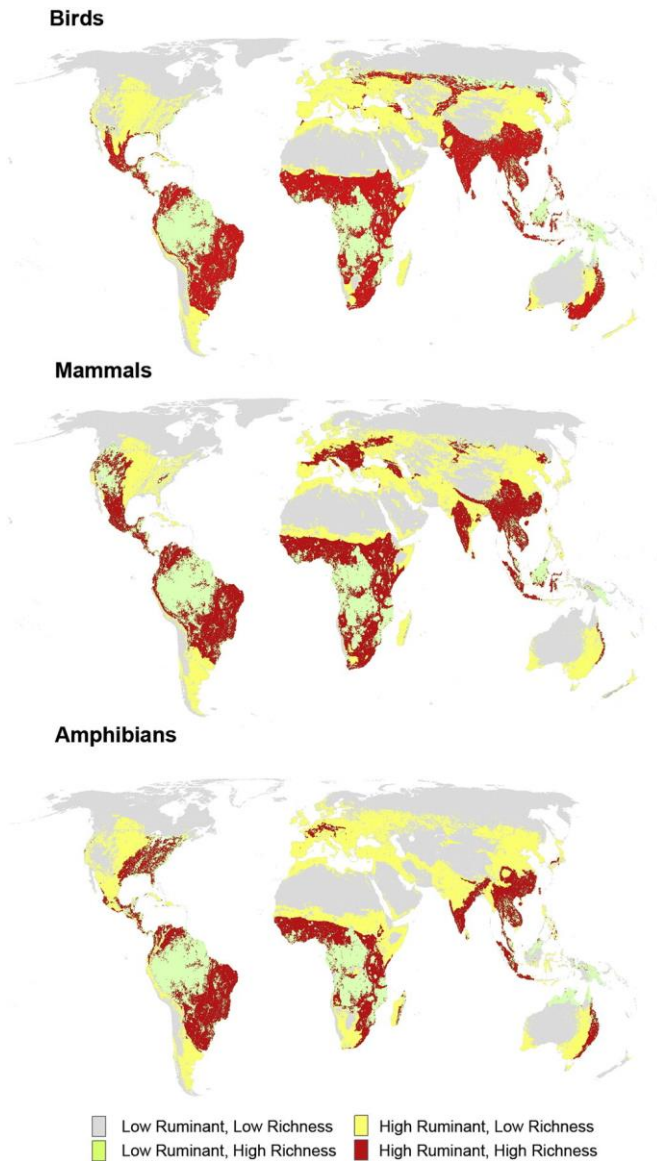 Birds
Mammals
Amphibians
Low Ruminant, Low Richness
High Ruminant, Low Richness
Low Ruminant, High Richness
High Ruminant, High Richness